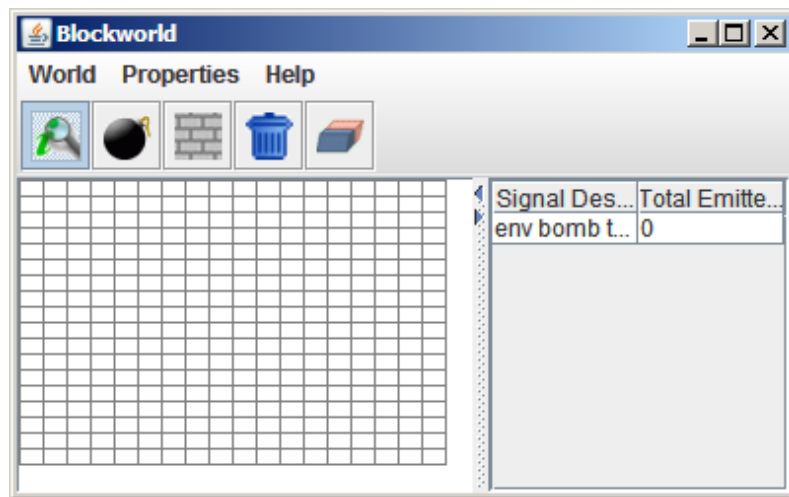 Blockworld
World Properties Help
Signal Des... Total Emitte...
env bomb t... 0